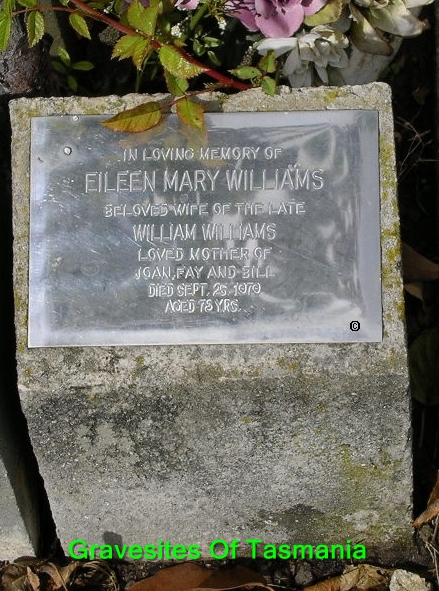 IN LOVING MEMORY OF
EILEEN MARY WILLIAMS
BELOVED WIFE OF THE LATE
WILLIAM WILLIAMS
LOVED MOTHER OF
JOAN, FAY AND BILL
DIED SEPT. 26. 1979
AGED 78 YRS.
©
Gravesites Of Tasmania